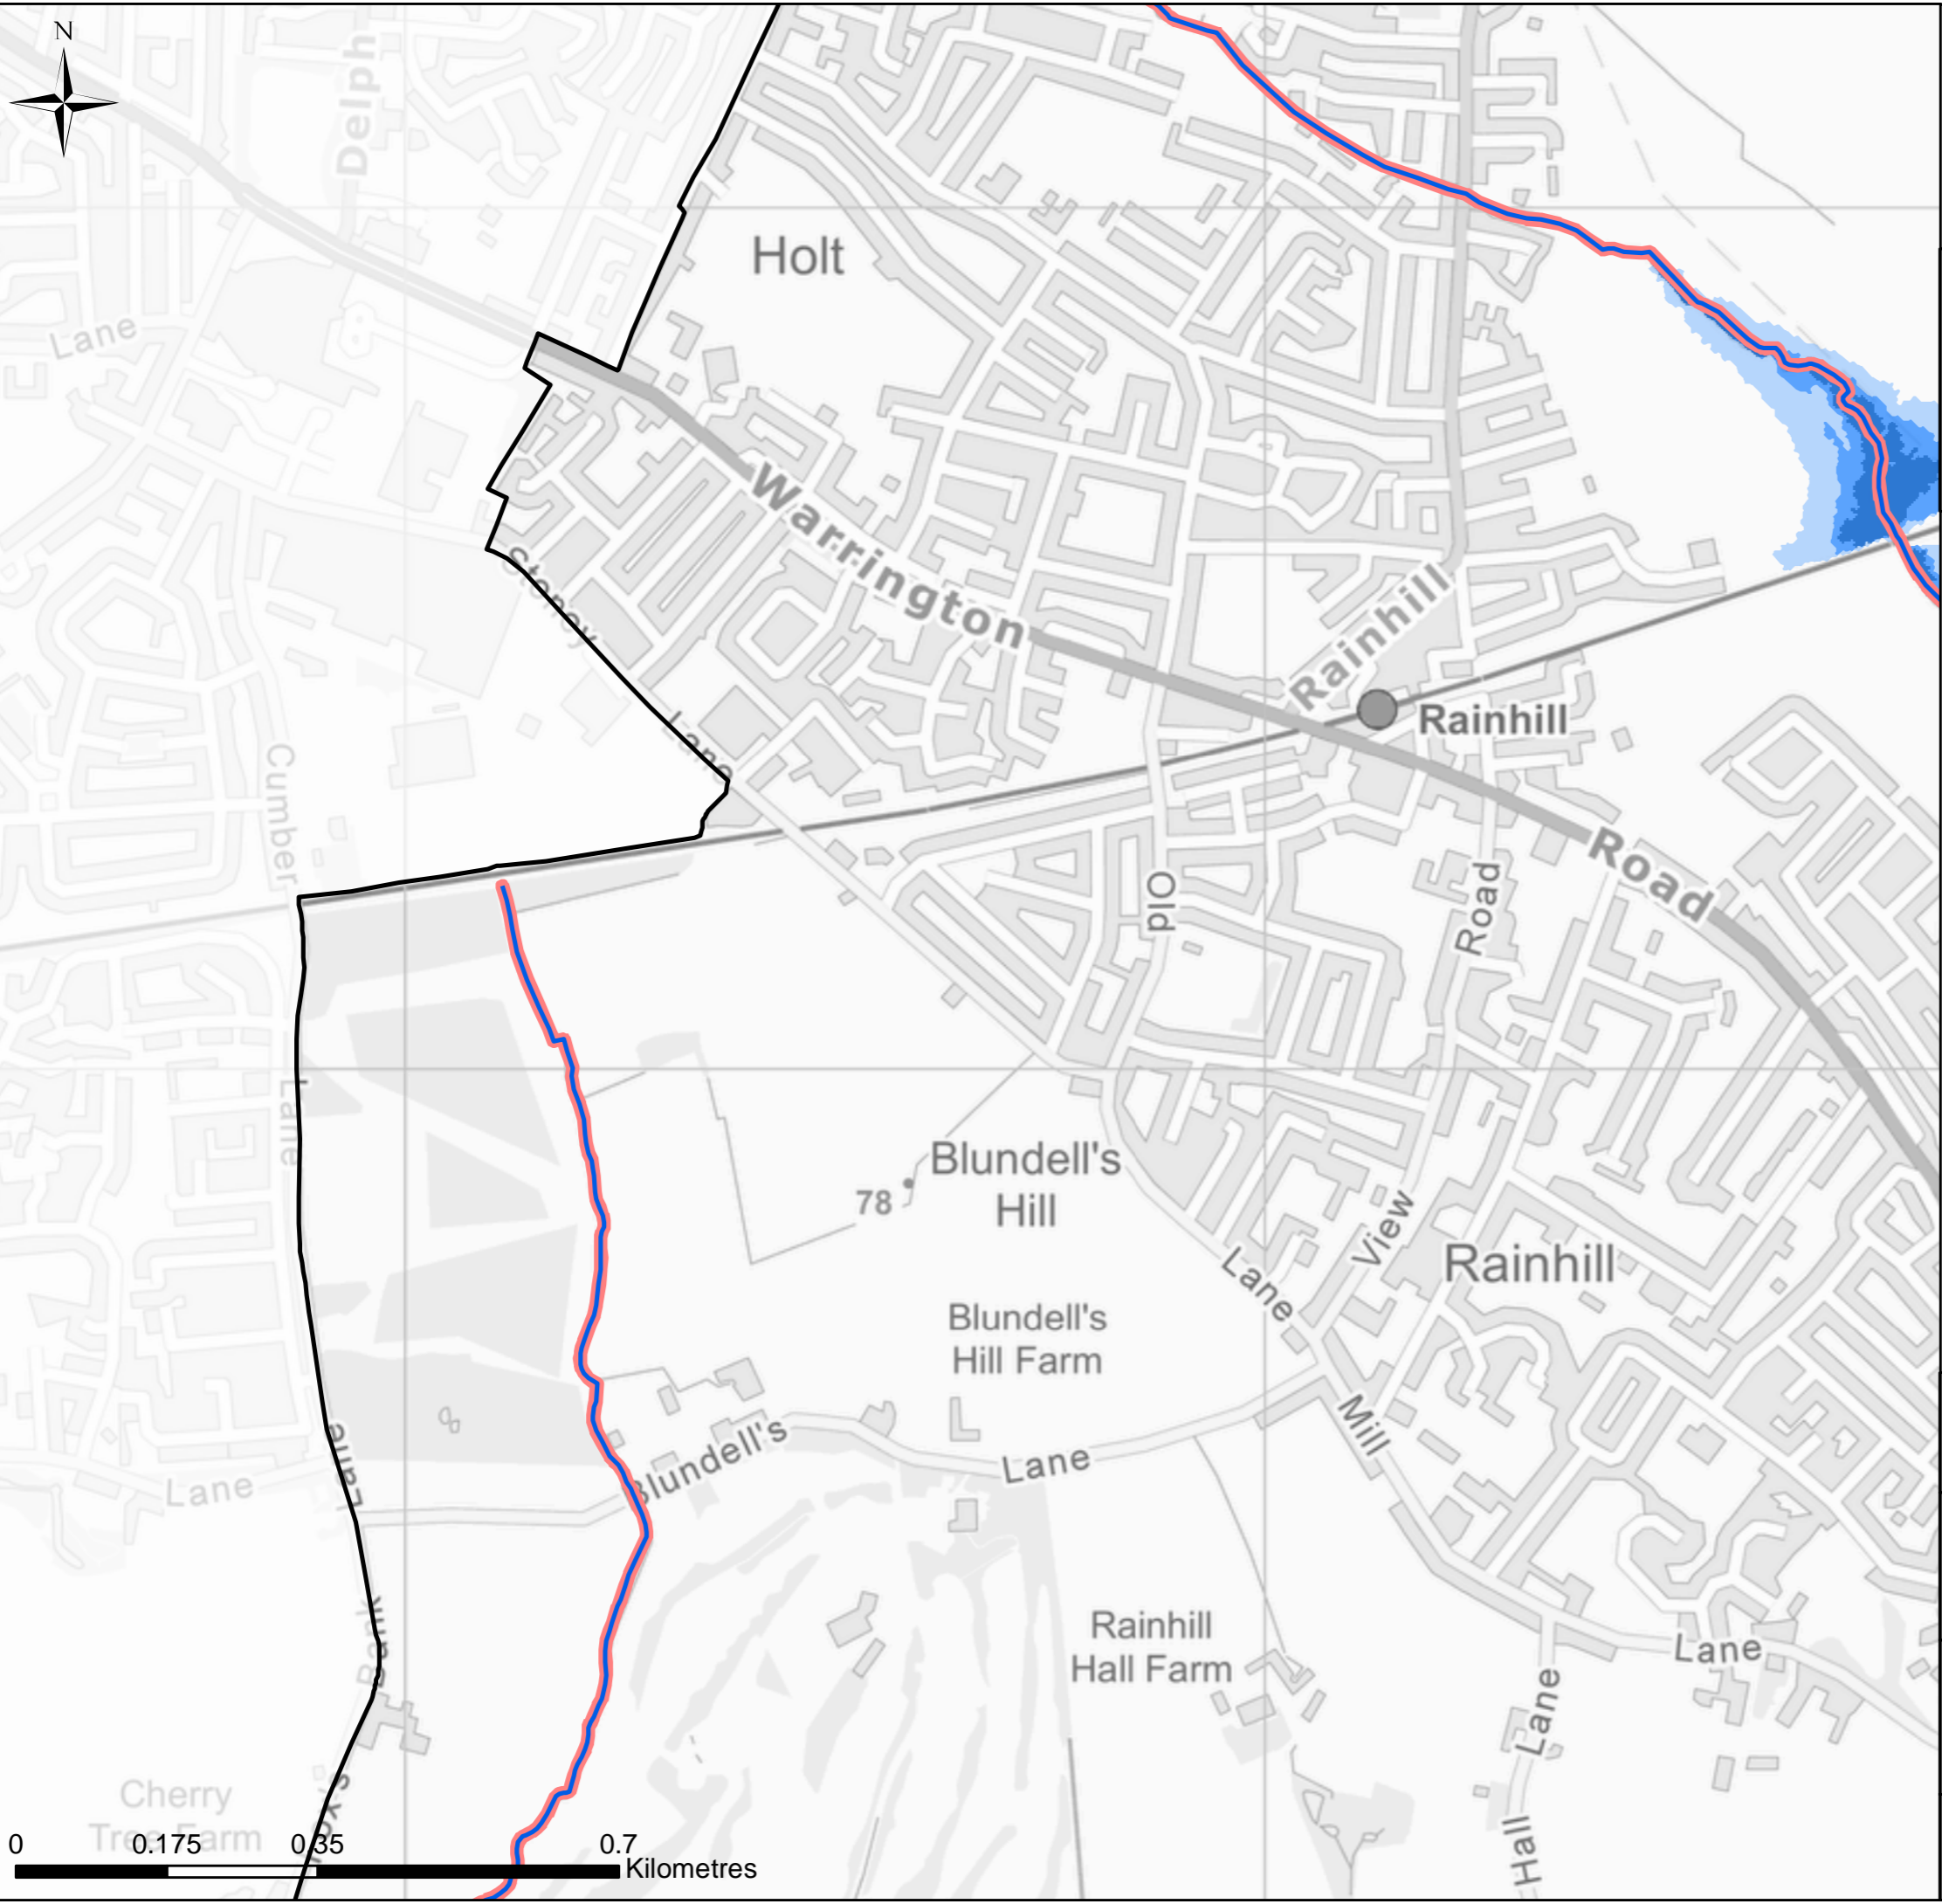 N
Delph
Holt
Lane
Warrington
Stoney
Lane
Rainhill
Rainhill
Cumber
Lane
Road
Old
Road
Blundell's
Hill
78
View
Lane
Rainhill
Blundell's
Hill Farm
Mill
Lane
Lane
Blundell's
Lane
Rainhill
Hall Farm
Lane
Bank
Lane
Hall
Cherry
Tree Farm
0 0.175 0.35 0.7
Kilometres